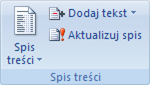 Spis
treści
Dodaj tekst
Aktualizuj spis
Spis treści